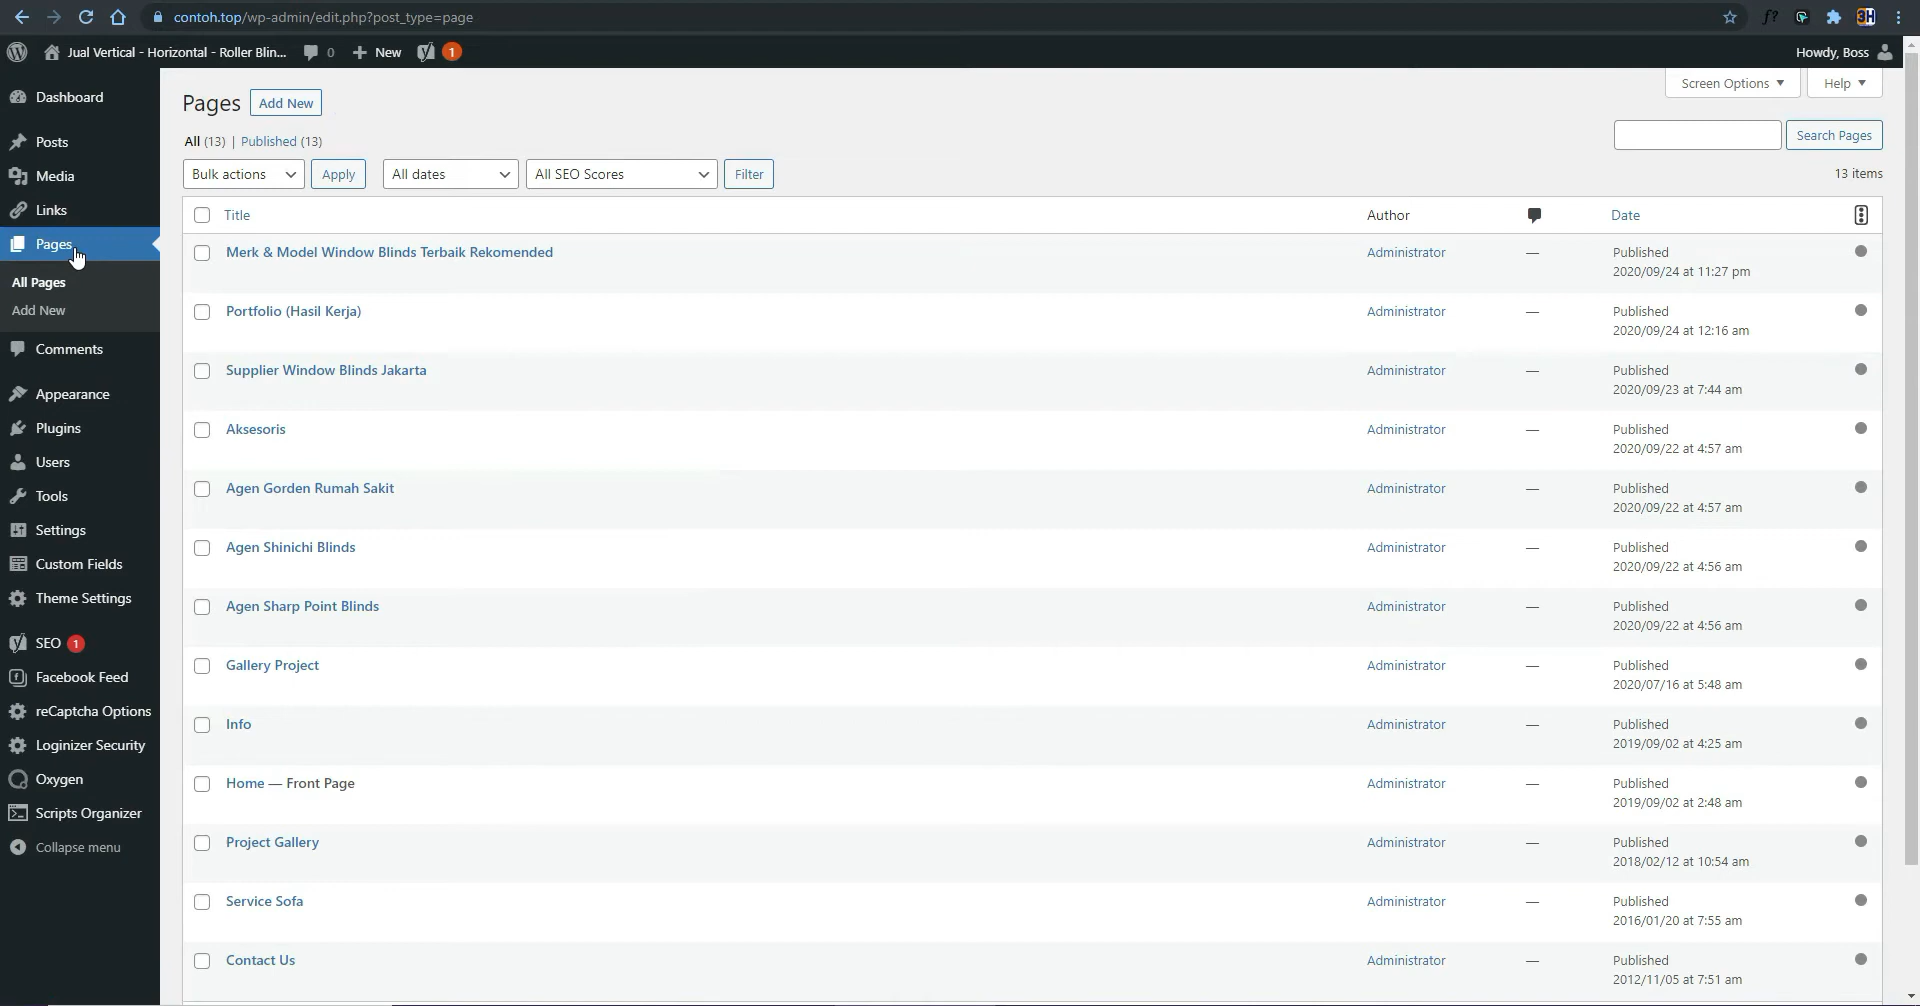 contoh.top/wp-admin/edit.php?post_type=page
f?
3H
Jual Vertical - Horizontal - Roller Blin...
0
New
1
Howdy, Boss
Dashboard
Posts
Media
Links
Pages
All Pages
Add New
Comments
Appearance
Plugins
Users
Tools
Settings
Custom Fields
Theme Settings
SEO 1
Facebook Feed
reCaptcha Options
Loginizer Security
Oxygen
Scripts Organizer
Collapse menu
Screen Options
Help
Pages
Add New
All (13) | Published (13)
Search Pages
Bulk actions
Apply
All dates
All SEO Scores
Filter
13 items
Title Author Date
Merk & Model Window Blinds Terbaik Rekomended Administrator — Published
2020/09/24 at 11:27 pm
Portfolio (Hasil Kerja) Administrator — Published
2020/09/24 at 12:16 am
Supplier Window Blinds Jakarta Administrator — Published
2020/09/23 at 7:44 am
Aksesoris Administrator — Published
2020/09/22 at 4:57 am
Agen Gorden Rumah Sakit Administrator — Published
2020/09/22 at 4:57 am
Agen Shinichi Blinds Administrator — Published
2020/09/22 at 4:56 am
Agen Sharp Point Blinds Administrator — Published
2020/09/22 at 4:56 am
Gallery Project Administrator — Published
2020/07/16 at 5:48 am
Info Administrator — Published
2019/09/02 at 4:25 am
Home — Front Page Administrator — Published
2019/09/02 at 2:48 am
Project Gallery Administrator — Published
2018/02/12 at 10:54 am
Service Sofa Administrator — Published
2016/01/20 at 7:55 am
Contact Us Administrator — Published
2012/11/05 at 7:51 am